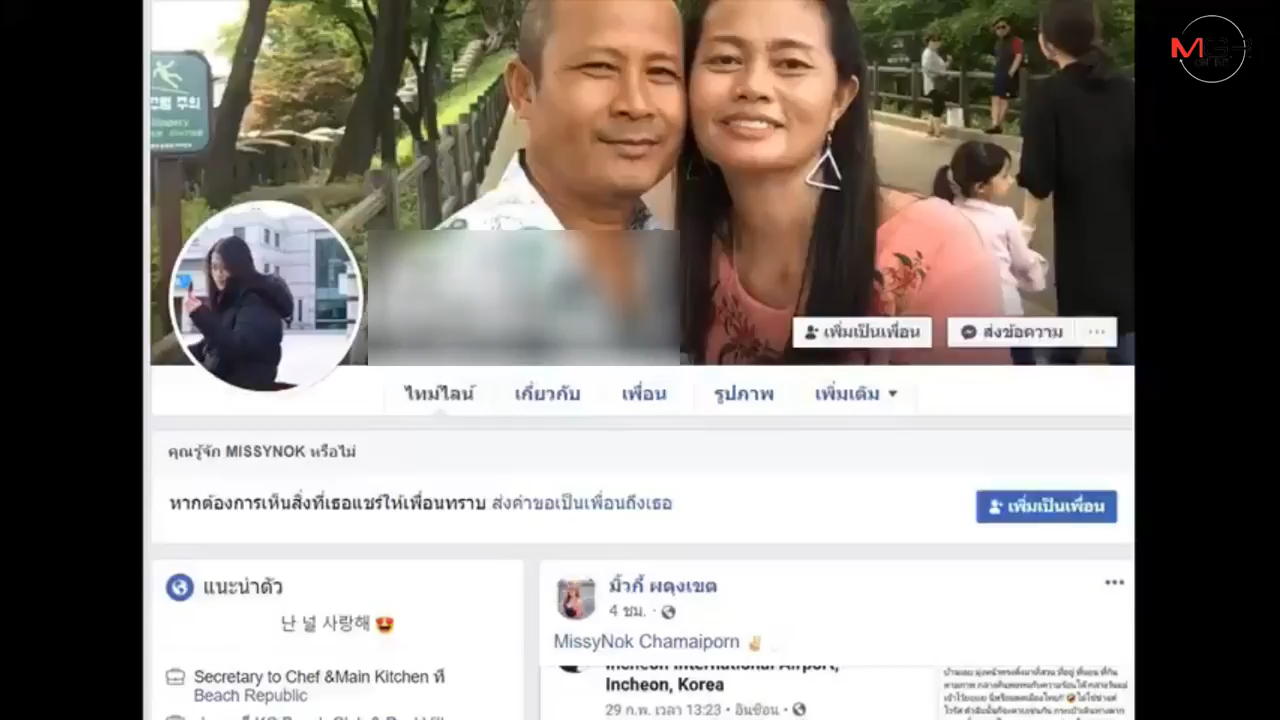 MGR
ONLINE
주의
Slippery
เพิ่มเป็นเพื่อน
ส่งข้อความ
ไทม์ไลน์
เกี่ยวกับ
เพื่อน
รูปภาพ
เพิ่มเติม
คุณรู้จัก MISSYNOK หรือไม่
หากต้องการเห็นสิ่งที่เธอแชร์ให้เพื่อนทราบ ส่งคำขอเป็นเพื่อนถึงเธอ
เพิ่มเป็นเพื่อน
แนะนำตัว
난 널 사랑해 😍
Secretary to Chef &Main Kitchen ที่
Beach Republic
มิ้วกี้ ผดุงเขต
4 ชม.
MissyNok Chamaiporn ✌
Incheon International Airport,
Incheon, Korea
29 ก.พ. เวลา 13:23 • อินช็อน •